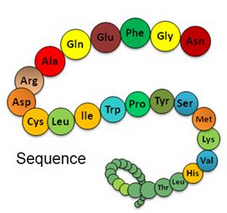 Gln Glu Phe Gly Asn
Ala
Arg
Asp
Cys Leu Ile Trp Pro Tyr Ser
Met
Lys
Val
His
Leu
Thr
Sequence